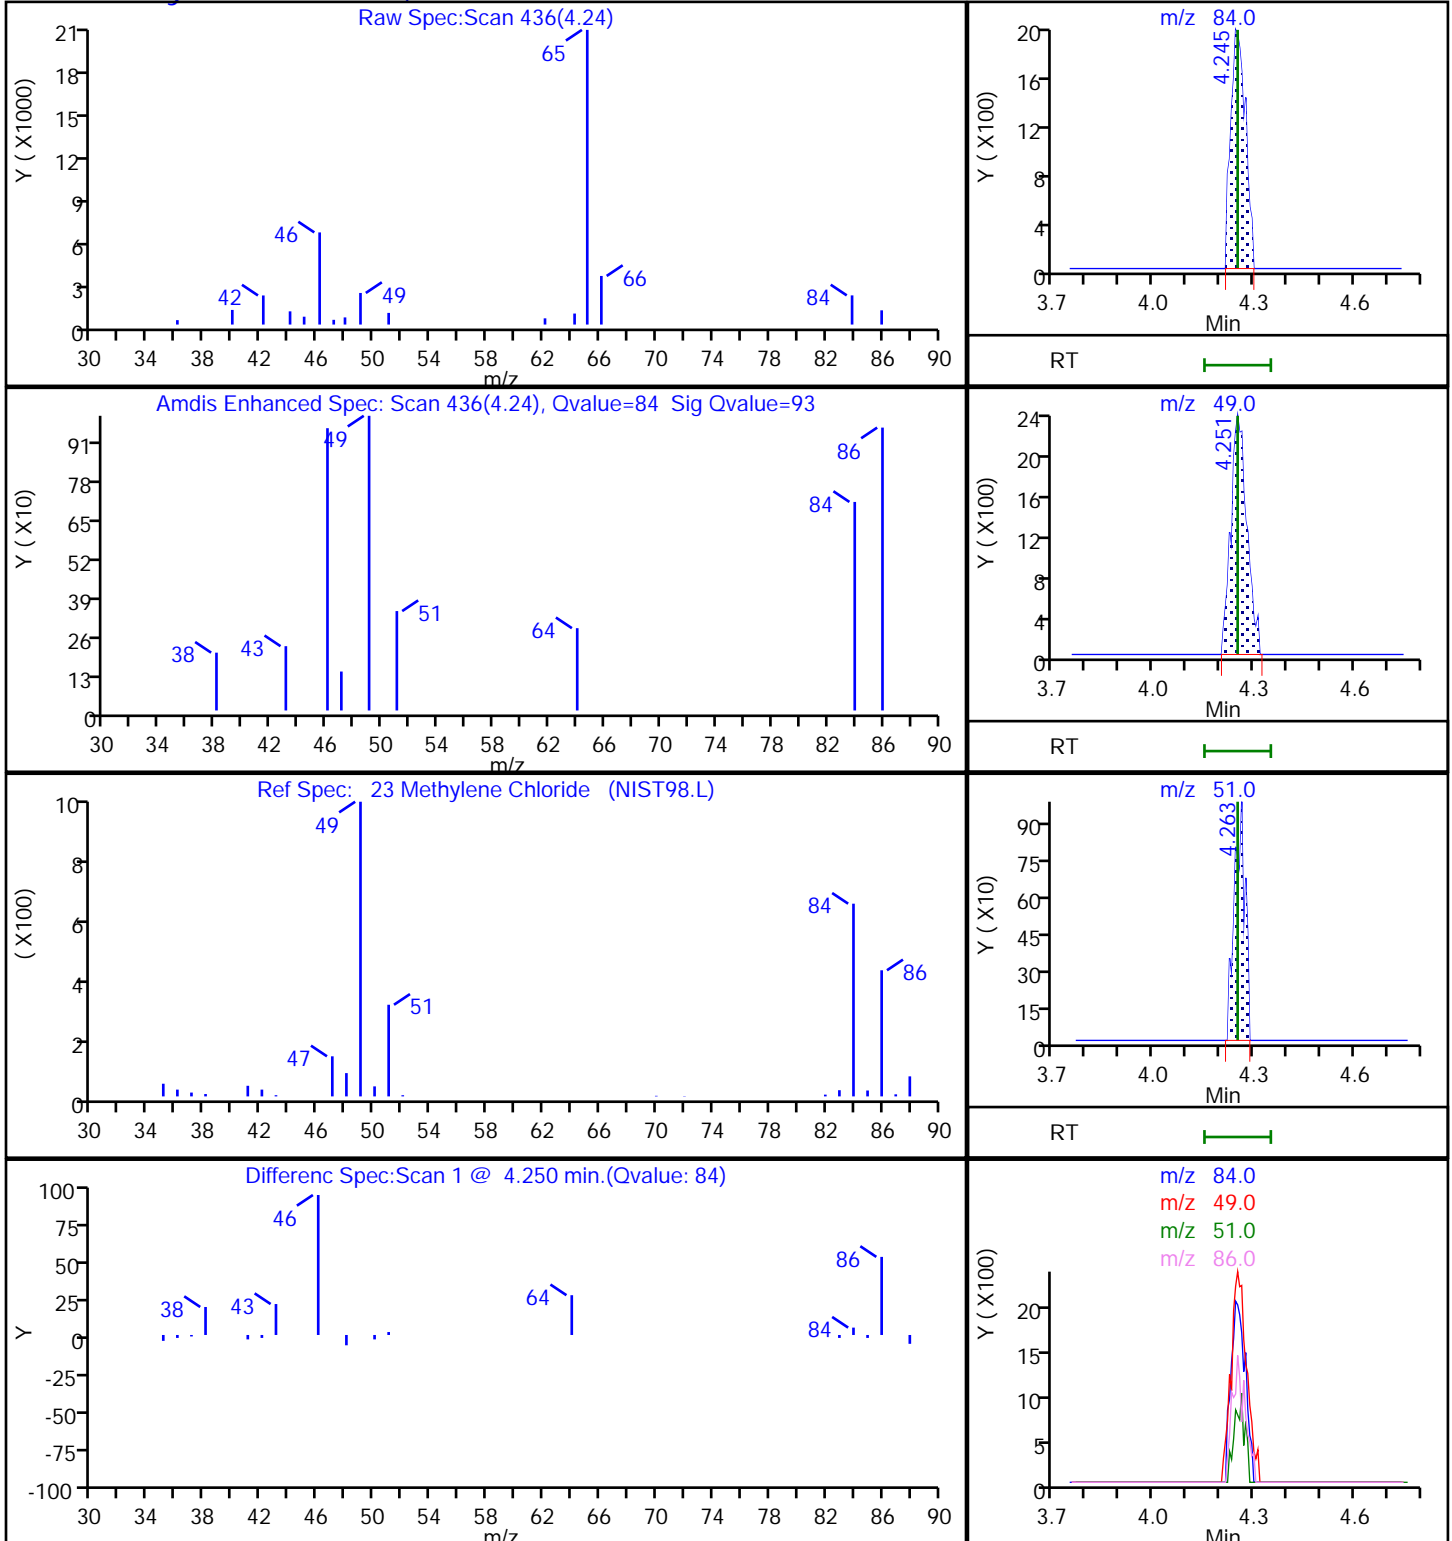 Raw Spec:Scan 436(4.24)
Y ( X1000)
21
18
15
12
9
6
3
0
65
46
42
49
66
84
30 34 38 42 46 50 54 58 62 66 70 74 78 82 86 90
m/z
m/z 84.0
Y ( X100)
20
16
12
8
4
0
4.245
3.7 4.0 4.3 4.6
Min
RT
Amdis Enhanced Spec: Scan 436(4.24), Qvalue=84 Sig Qvalue=93
Y ( X10)
91
78
65
52
39
26
13
0
49
86
84
51
64
43
38
30 34 38 42 46 50 54 58 62 66 70 74 78 82 86 90
m/z
m/z 49.0
Y ( X100)
24
20
16
12
8
4
0
4.251
3.7 4.0 4.3 4.6
Min
RT
Ref Spec: 23 Methylene Chloride (NIST98.L)
( X100)
10
8
6
4
2
0
49
84
86
51
47
30 34 38 42 46 50 54 58 62 66 70 74 78 82 86 90
m/z 51.0
Y ( X10)
90
75
60
45
30
15
0
4.263
3.7 4.0 4.3 4.6
Min
RT
Differenc Spec:Scan 1 @ 4.250 min.(Qvalue: 84)
Y
100
75
50
25
0
-25
-50
-75
-100
46
86
64
43
38
84
30 34 38 42 46 50 54 58 62 66 70 74 78 82 86 90
m/z
m/z 84.0
m/z 49.0
m/z 51.0
m/z 86.0
Y ( X100)
20
15
10
5
0
3.7 4.0 4.3 4.6
Min